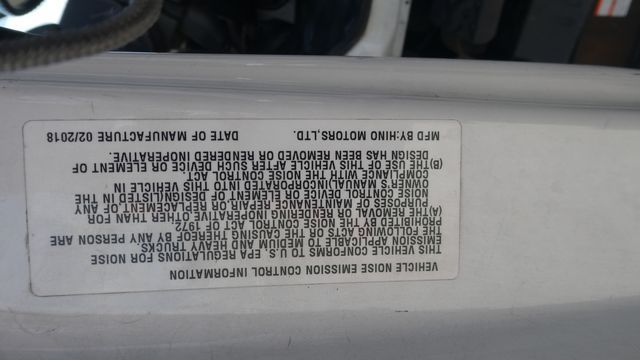 VEHICLE NOISE EMISSION CONTROL INFORMATION
THIS VEHICLE CONFORMS TO U.S. EPA REGULATIONS FOR NOISE
EMISSION APPLICABLE TO MEDIUM AND HEAVY TRUCKS
THE FOLLOWING ACTS OR THE CAUSING THEREOF BY ANY PERSON ARE
PROHIBITED BY THE NOISE CONTROL ACT OF 1972
(A) THE REMOVAL OR RENDERING INOPERATIVE OTHER THAN FOR
PURPOSES OF MAINTENANCE REPAIR OR REPLACEMENT OF ANY
NOISE CONTROL DEVICE OR ELEMENT OF DESIGN(LISTED IN THE
OWNER'S MANUAL)INCORPORATED INTO THIS VEHICLE IN
COMPLIANCE WITH THE NOISE CONTROL ACT
(B)THE USE OF THIS VEHICLE AFTER SUCH DEVICE OR ELEMENT OF
DESIGN HAS BEEN REMOVED OR RENDERED INOPERATIVE.
MFD BY:HINO MOTORS,LTD. DATE OF MANUFACTURE 02/2018